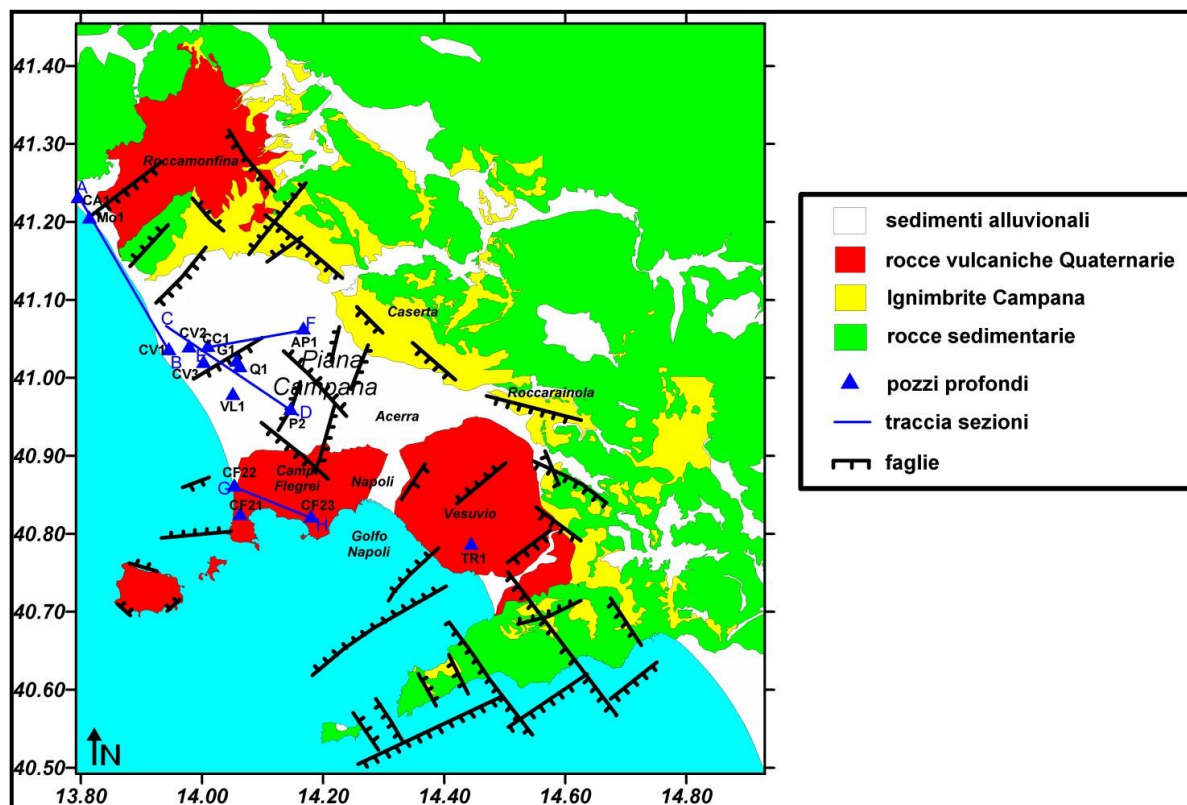 41.40
41.30
41.20
41.10
41.00
40.90
40.80
40.70
40.60
40.50
13.80
14.00
14.20
14.40
14.60
14.80
Roccamonfina
A
CA1
Mo1
C
CV2
CC1
F
AP1
Caserta
CV1
B
E
G1
CV3
Q1
Piana
Campana
VL1
D
P2
Acerra
Roccarainola
CF22
G
Campi
Flegrei
Napoli
CF21
CF23
H
Vesuvio
Golfo
Napoli
TR1
N
sedimenti alluvionali
rocce vulcaniche Quaternarie
Ignimbrite Campana
rocce sedimentarie
pozzi profondi
traccia sezioni
faglie